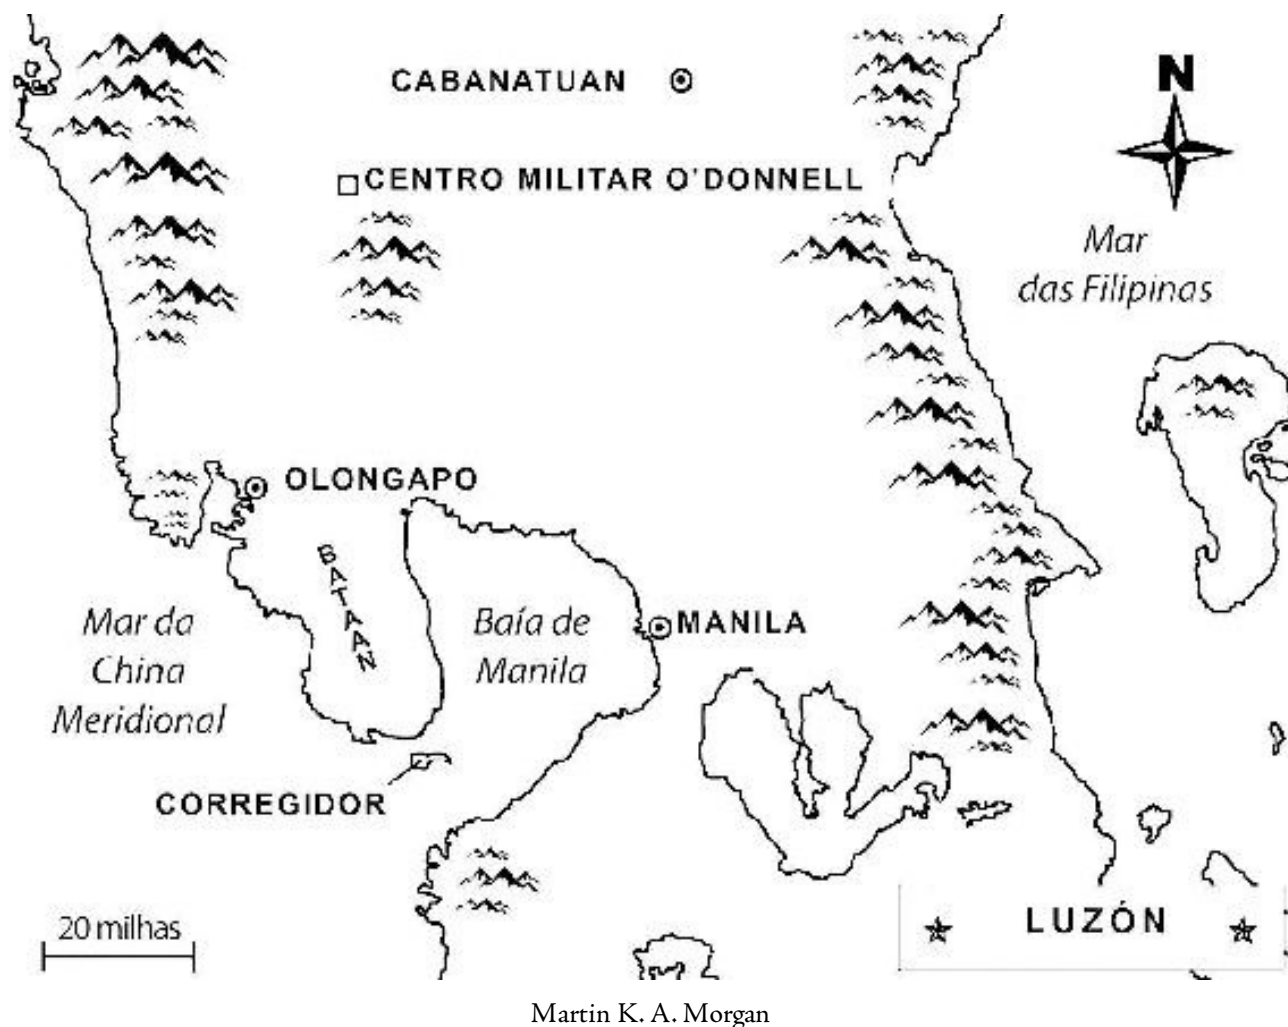 CABANATUAN
N
CENTRO MILITAR O'DONNELL
Mar
das Filipinas
OLONGAPO
BATAAN
Mar da
China
Meridional
Baía de
Manila
MANILA
CORREGIDOR
20 milhas
LUZÓN
Martin K. A. Morgan